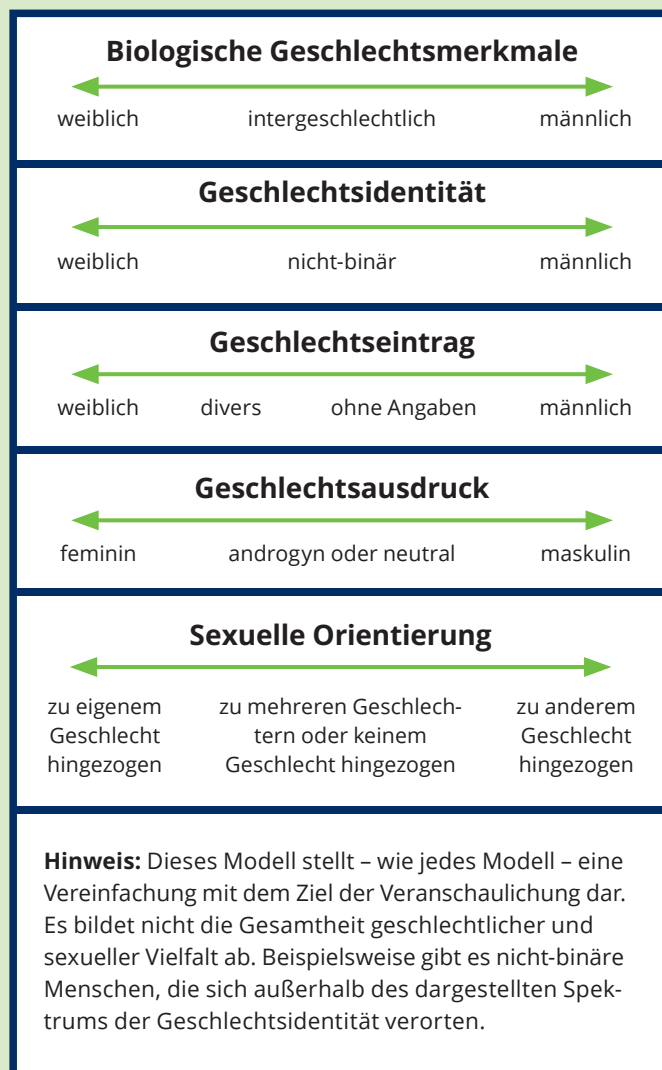 Biologische Geschlechtsmerkmale
weiblich intergeschlechtlich männlich
Geschlechtsidentität
weiblich nicht-binär männlich
Geschlechtseintrag
weiblich divers ohne Angaben männlich
Geschlechtsausdruck
feminin androgyn oder neutral maskulin
Sexuelle Orientierung
zu eigenem
Geschlecht
hingezogen
zu mehreren Geschlech-
tern oder keinem
Geschlecht hingezogen
zu anderem
Geschlecht
hingezogen
Hinweis: Dieses Modell stellt – wie jedes Modell – eine
Vereinfachung mit dem Ziel der Veranschaulichung dar.
Es bildet nicht die Gesamtheit geschlechtlicher und
sexueller Vielfalt ab. Beispielsweise gibt es nicht-binäre
Menschen, die sich außerhalb des dargestellten Spek-
trums der Geschlechtsidentität verorten.